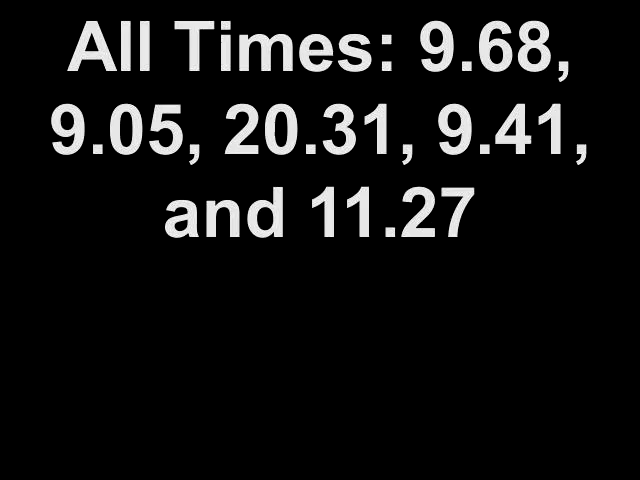 All Times: 9.68,
9.05, 20.31, 9.41,
and 11.27